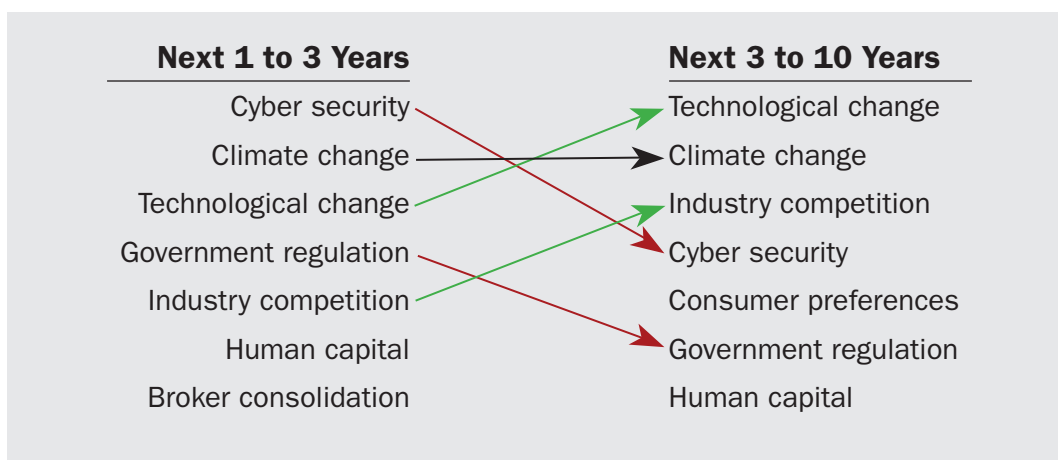 Next 1 to 3 Years
Cyber security
Climate change
Technological change
Government regulation
Industry competition
Human capital
Broker consolidation
Next 3 to 10 Years
Technological change
Climate change
Industry competition
Cyber security
Consumer preferences
Government regulation
Human capital